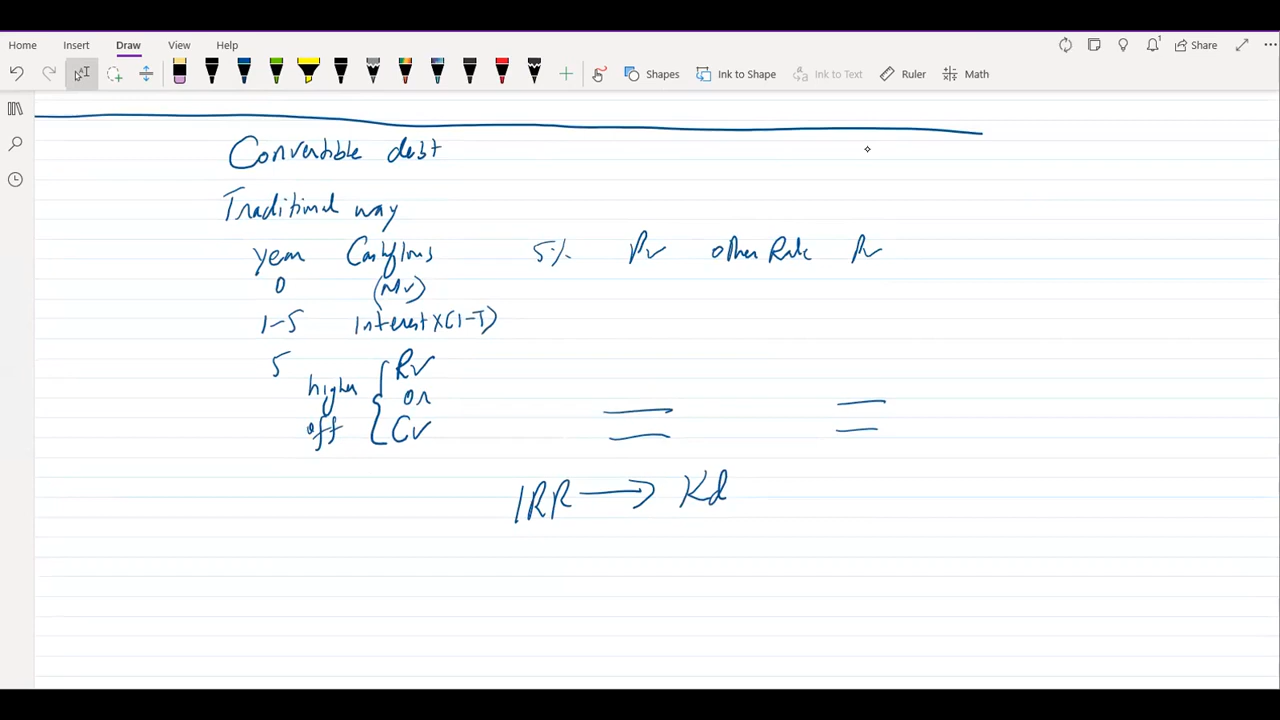 Home Insert Draw View Help
1 Share
Shapes Ink to Shape Ink to Text Ruler Math
Convertible debt
Traditional way
year Cashflows 5% Pv other Rate Pv
0 (Mv)
1-5 Interest X(1-T)
5 Rv
higher or
off Cv
IRR → Kd